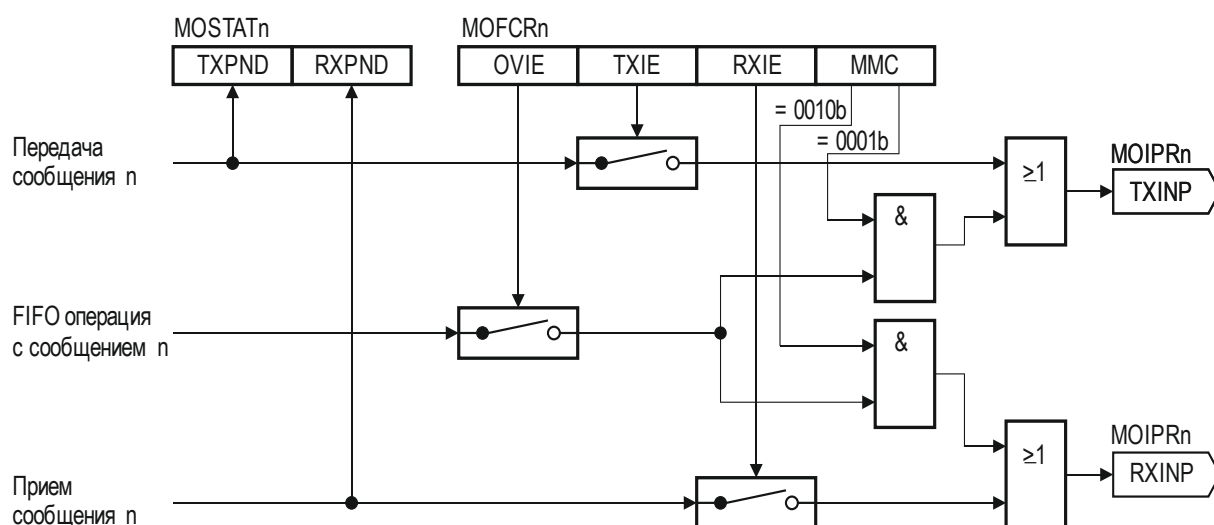 MOSTATn
MOFCRn
TXPND RXPND
OVIE TXIE RXIE MMC
= 0010b
= 0001b
Передача
сообщения n
≥1
MOIPRn
TXINP
&
FIFO операция
с сообщением n
&
MOIPRn
≥1
RXINP
Прием
сообщения n